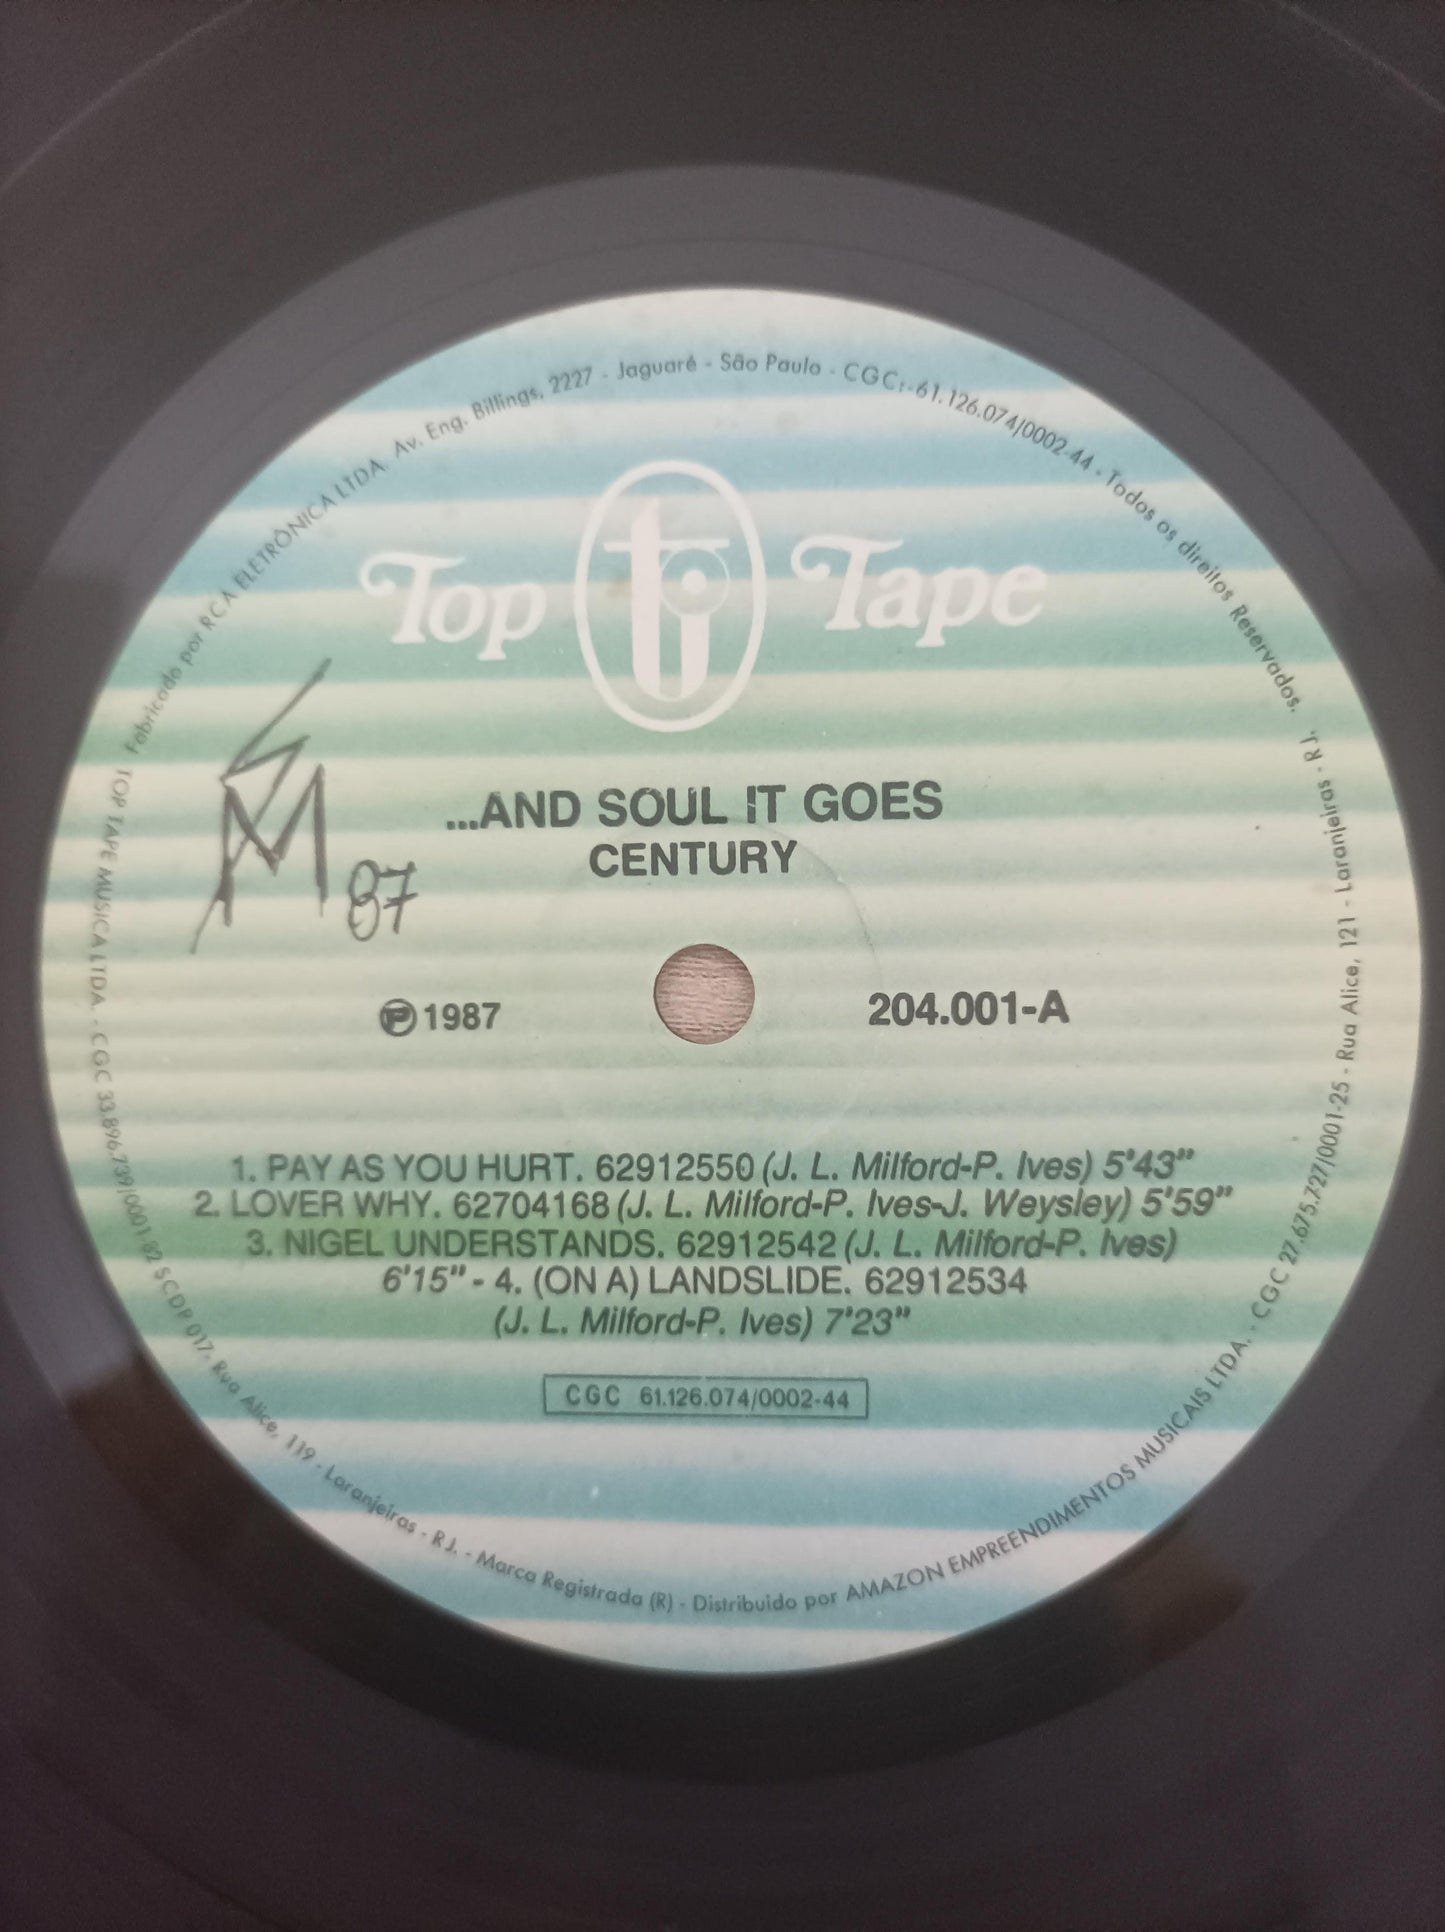 Fabricado por RCA ELETRÔNICA LTDA. Av. Eng. Billings, 2227 - Jaguaré - São Paulo - CGC:-61.126.074/0002-44 - Todos os direitos Reservados.
Top Tape
...AND SOUL IT GOES
CENTURY
SM 87
℗ 1987
204.001-A
1. PAY AS YOU HURT. 62912550 (J. L. Milford-P. Ives) 5'43"
2. LOVER WHY. 62704168 (J. L. Milford-P. Ives-J. Weysley) 5'59"
3. NIGEL UNDERSTANDS. 62912542 (J. L. Milford-P. Ives)
6'15" - 4. (ON A) LANDSLIDE. 62912534
(J. L. Milford-P. Ives) 7'23"
CGC 61.126.074/0002-44
TOP TAPE MUSICA LTDA. - CGC 33.896.739/0001-82 SCDP 017- Rua Alice, 119 - Laranjeiras - RJ. - Marca Registrada (R) - Distribuido por AMAZON EMPREENDIMENTOS MUSICAIS LTDA. - CGC 27.675.727/0001-25 - Rua Alice, 121 - Laranjeiras - RJ.